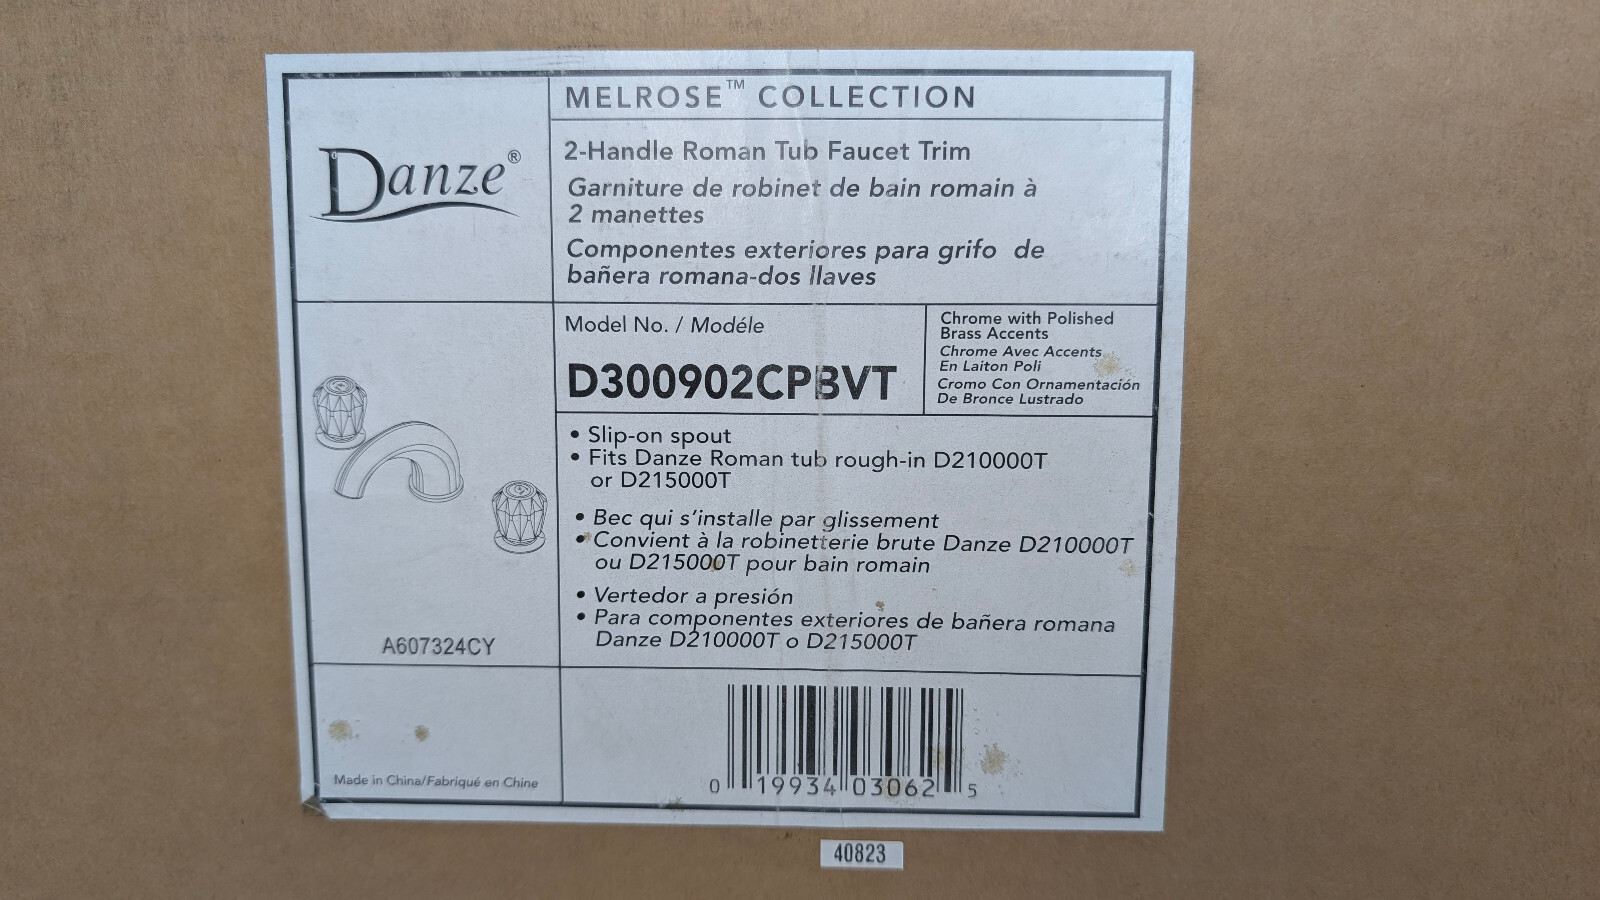 Danze®
MELROSE™ COLLECTION
2-Handle Roman Tub Faucet Trim
Garniture de robinet de bain romain à
2 manettes
Componentes exteriores para grifo de
bañera romana-dos llaves
Model No. / Modéle
D300902CPBVT
Chrome with Polished
Brass Accents
Chrome Avec Accents
En Laiton Poli
Cromo Con Ornamentación
De Bronce Lustrado
A607324CY
• Slip-on spout
• Fits Danze Roman tub rough-in D210000T
or D215000T
• Bec qui s'installe par glissement
• Convient à la robinetterie brute Danze D210000T
ou D215000T pour bain romain
• Vertedor a presión
• Para componentes exteriores de bañera romana
Danze D210000T o D215000T
Made in China/Fabriqué en Chine
0 19934 03062 5
40823